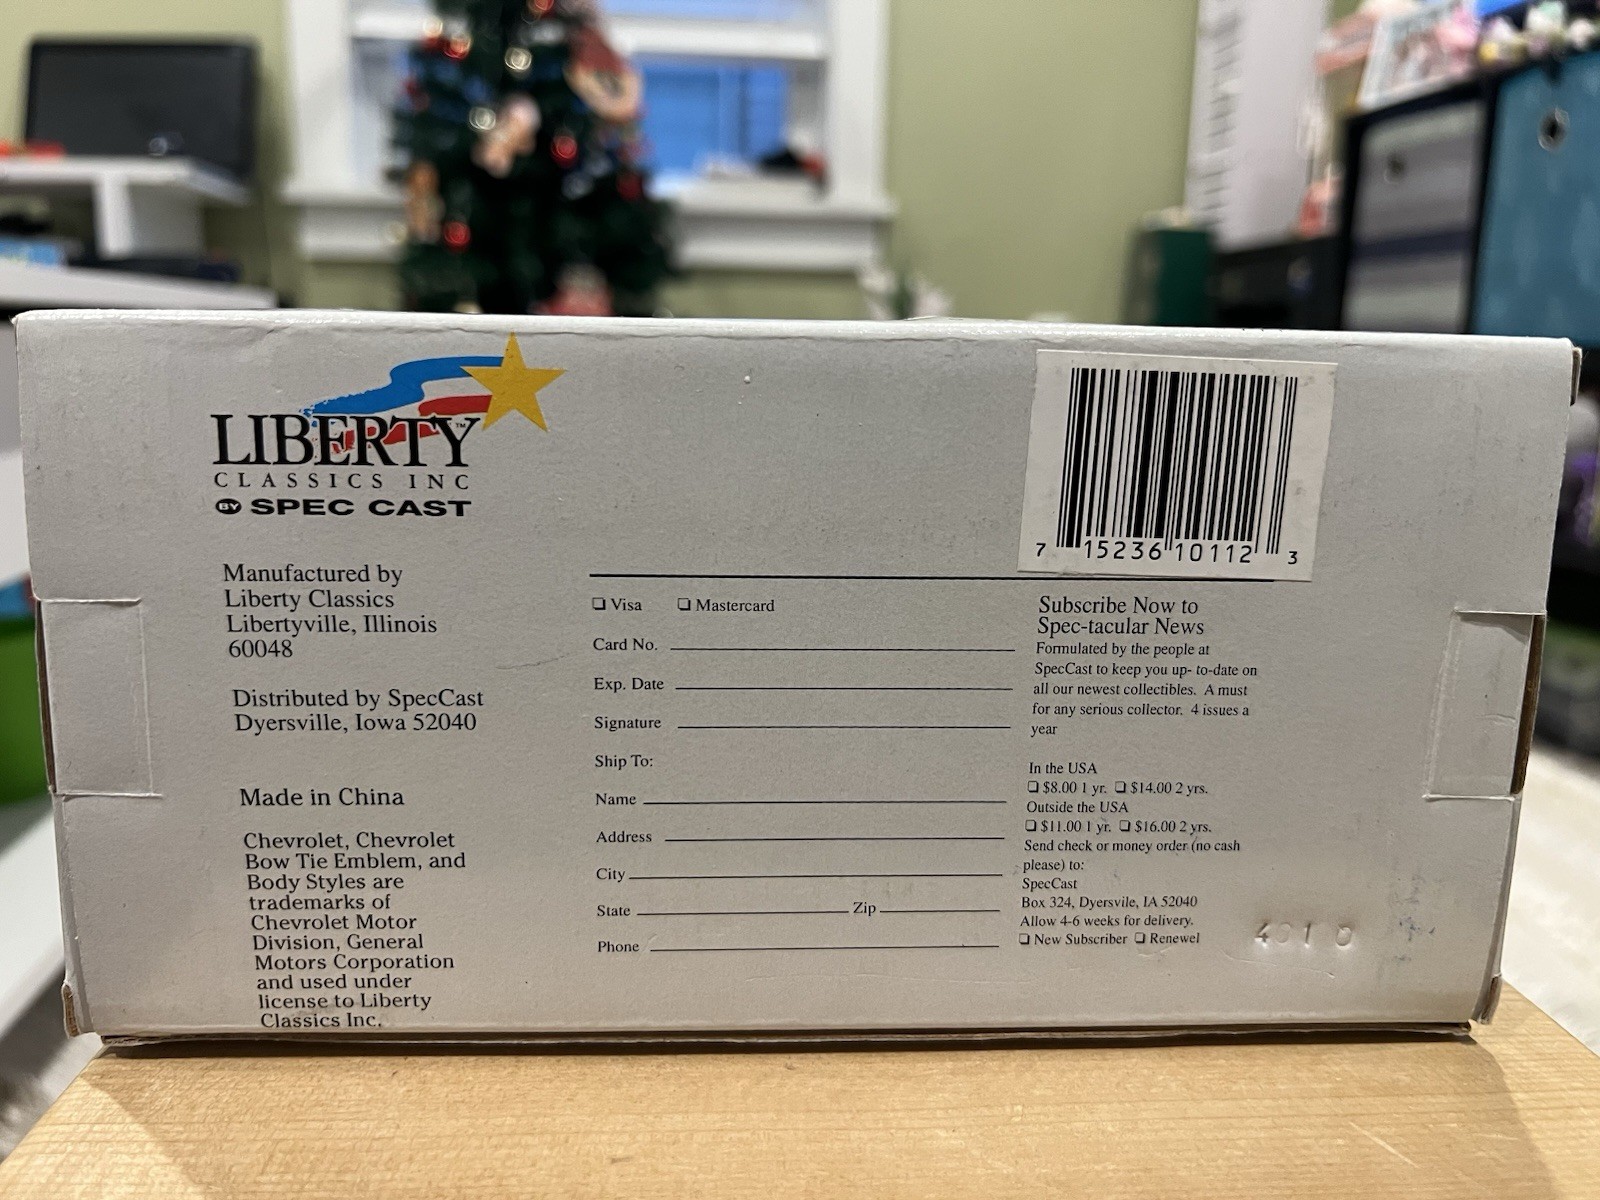 LIBERTY™
CLASSICS INC
BY SPEC CAST
Manufactured by
Liberty Classics
Libertyville, Illinois
60048
Distributed by SpecCast
Dyersville, Iowa 52040
Made in China
Chevrolet, Chevrolet
Bow Tie Emblem, and
Body Styles are
trademarks of
Chevrolet Motor
Division, General
Motors Corporation
and used under
license to Liberty
Classics Inc.
Visa Mastercard
Card No.
Exp. Date
Signature
Ship To:
Name
Address
City
State Zip
Phone
7 15236 10112 3
Subscribe Now to
Spec-tacular News
Formulated by the people at
SpecCast to keep you up- to-date on
all our newest collectibles. A must
for any serious collector. 4 issues a
year
In the USA
$8.00 1 yr. $14.00 2 yrs.
Outside the USA
$11.00 1 yr. $16.00 2 yrs.
Send check or money order (no cash
please) to:
SpecCast
Box 324, Dyersvile, IA 52040
Allow 4-6 weeks for delivery.
New Subscriber Renewel